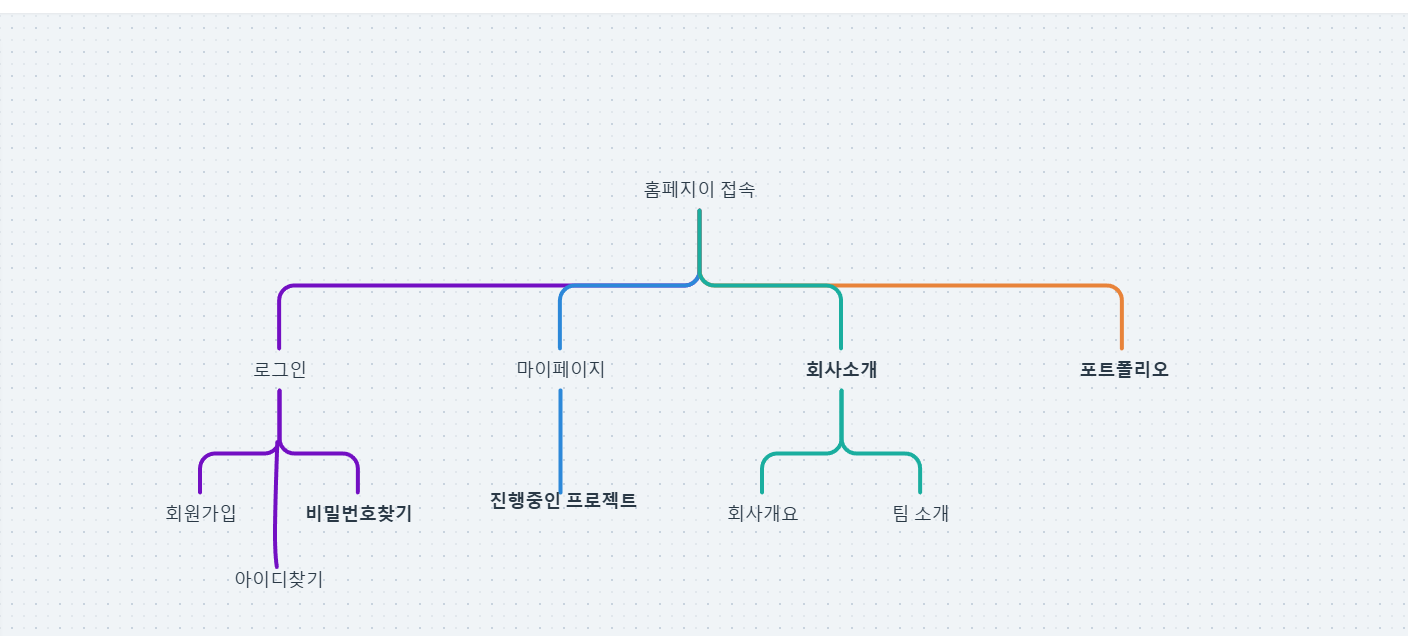 홈페지이 접속
로그인
마이페이지
회사소개
포트폴리오
회원가입
비밀번호찾기
진행중인 프로젝트
회사개요
팀 소개
아이디찾기